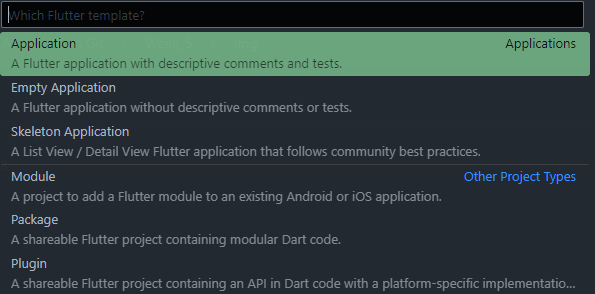 Which Flutter template?
Application Applications
A Flutter application with descriptive comments and tests.
Empty Application
A Flutter application without descriptive comments or tests.
Skeleton Application
A List View / Detail View Flutter application that follows community best practices.
Module Other Project Types
A project to add a Flutter module to an existing Android or iOS application.
Package
A shareable Flutter project containing modular Dart code.
Plugin
A shareable Flutter project containing an API in Dart code with a platform-specific implementatio...